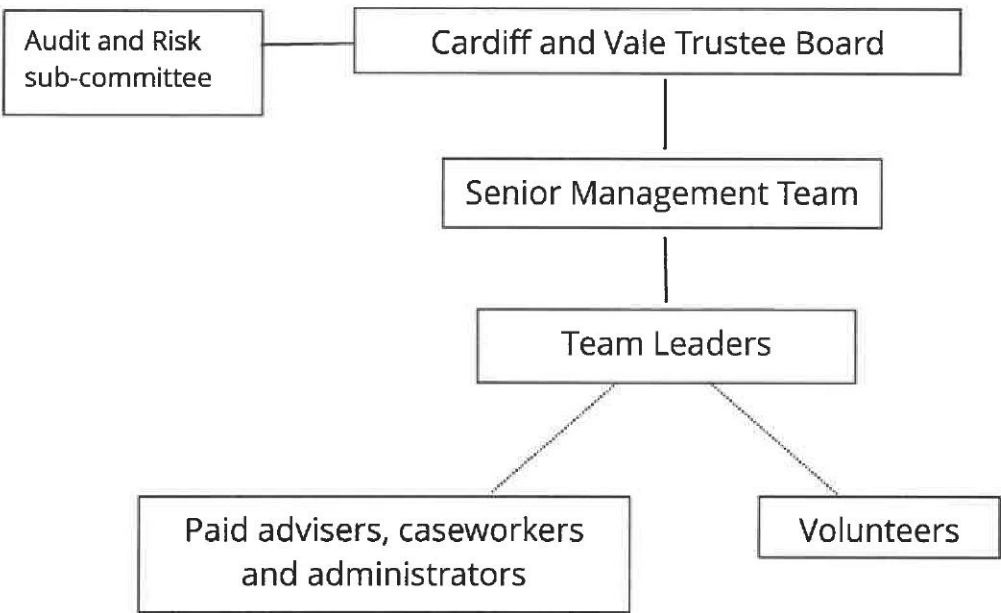 Audit and Risk
sub-committee
Cardiff and Vale Trustee Board
Senior Management Team
Team Leaders
Paid advisers, caseworkers
and administrators
Volunteers